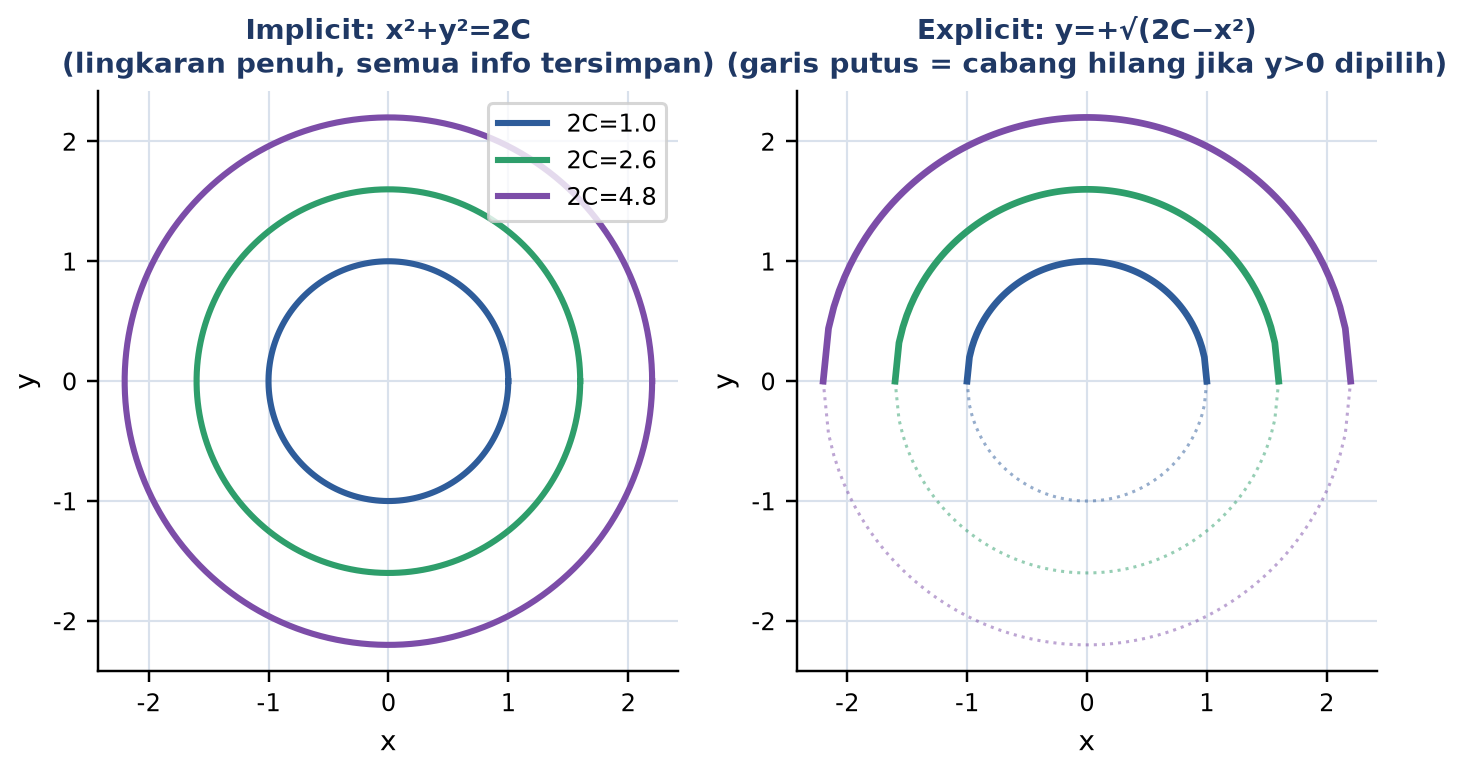 Implicit: x²+y²=2C
(lingkaran penuh, semua info tersimpan)
2C=1.0
2C=2.6
2C=4.8
y
2
1
0
-1
-2
-2 -1 0 1 2
x
Explicit: y=+√(2C−x²)
(garis putus = cabang hilang jika y>0 dipilih)
y
2
1
0
-1
-2
-2 -1 0 1 2
x